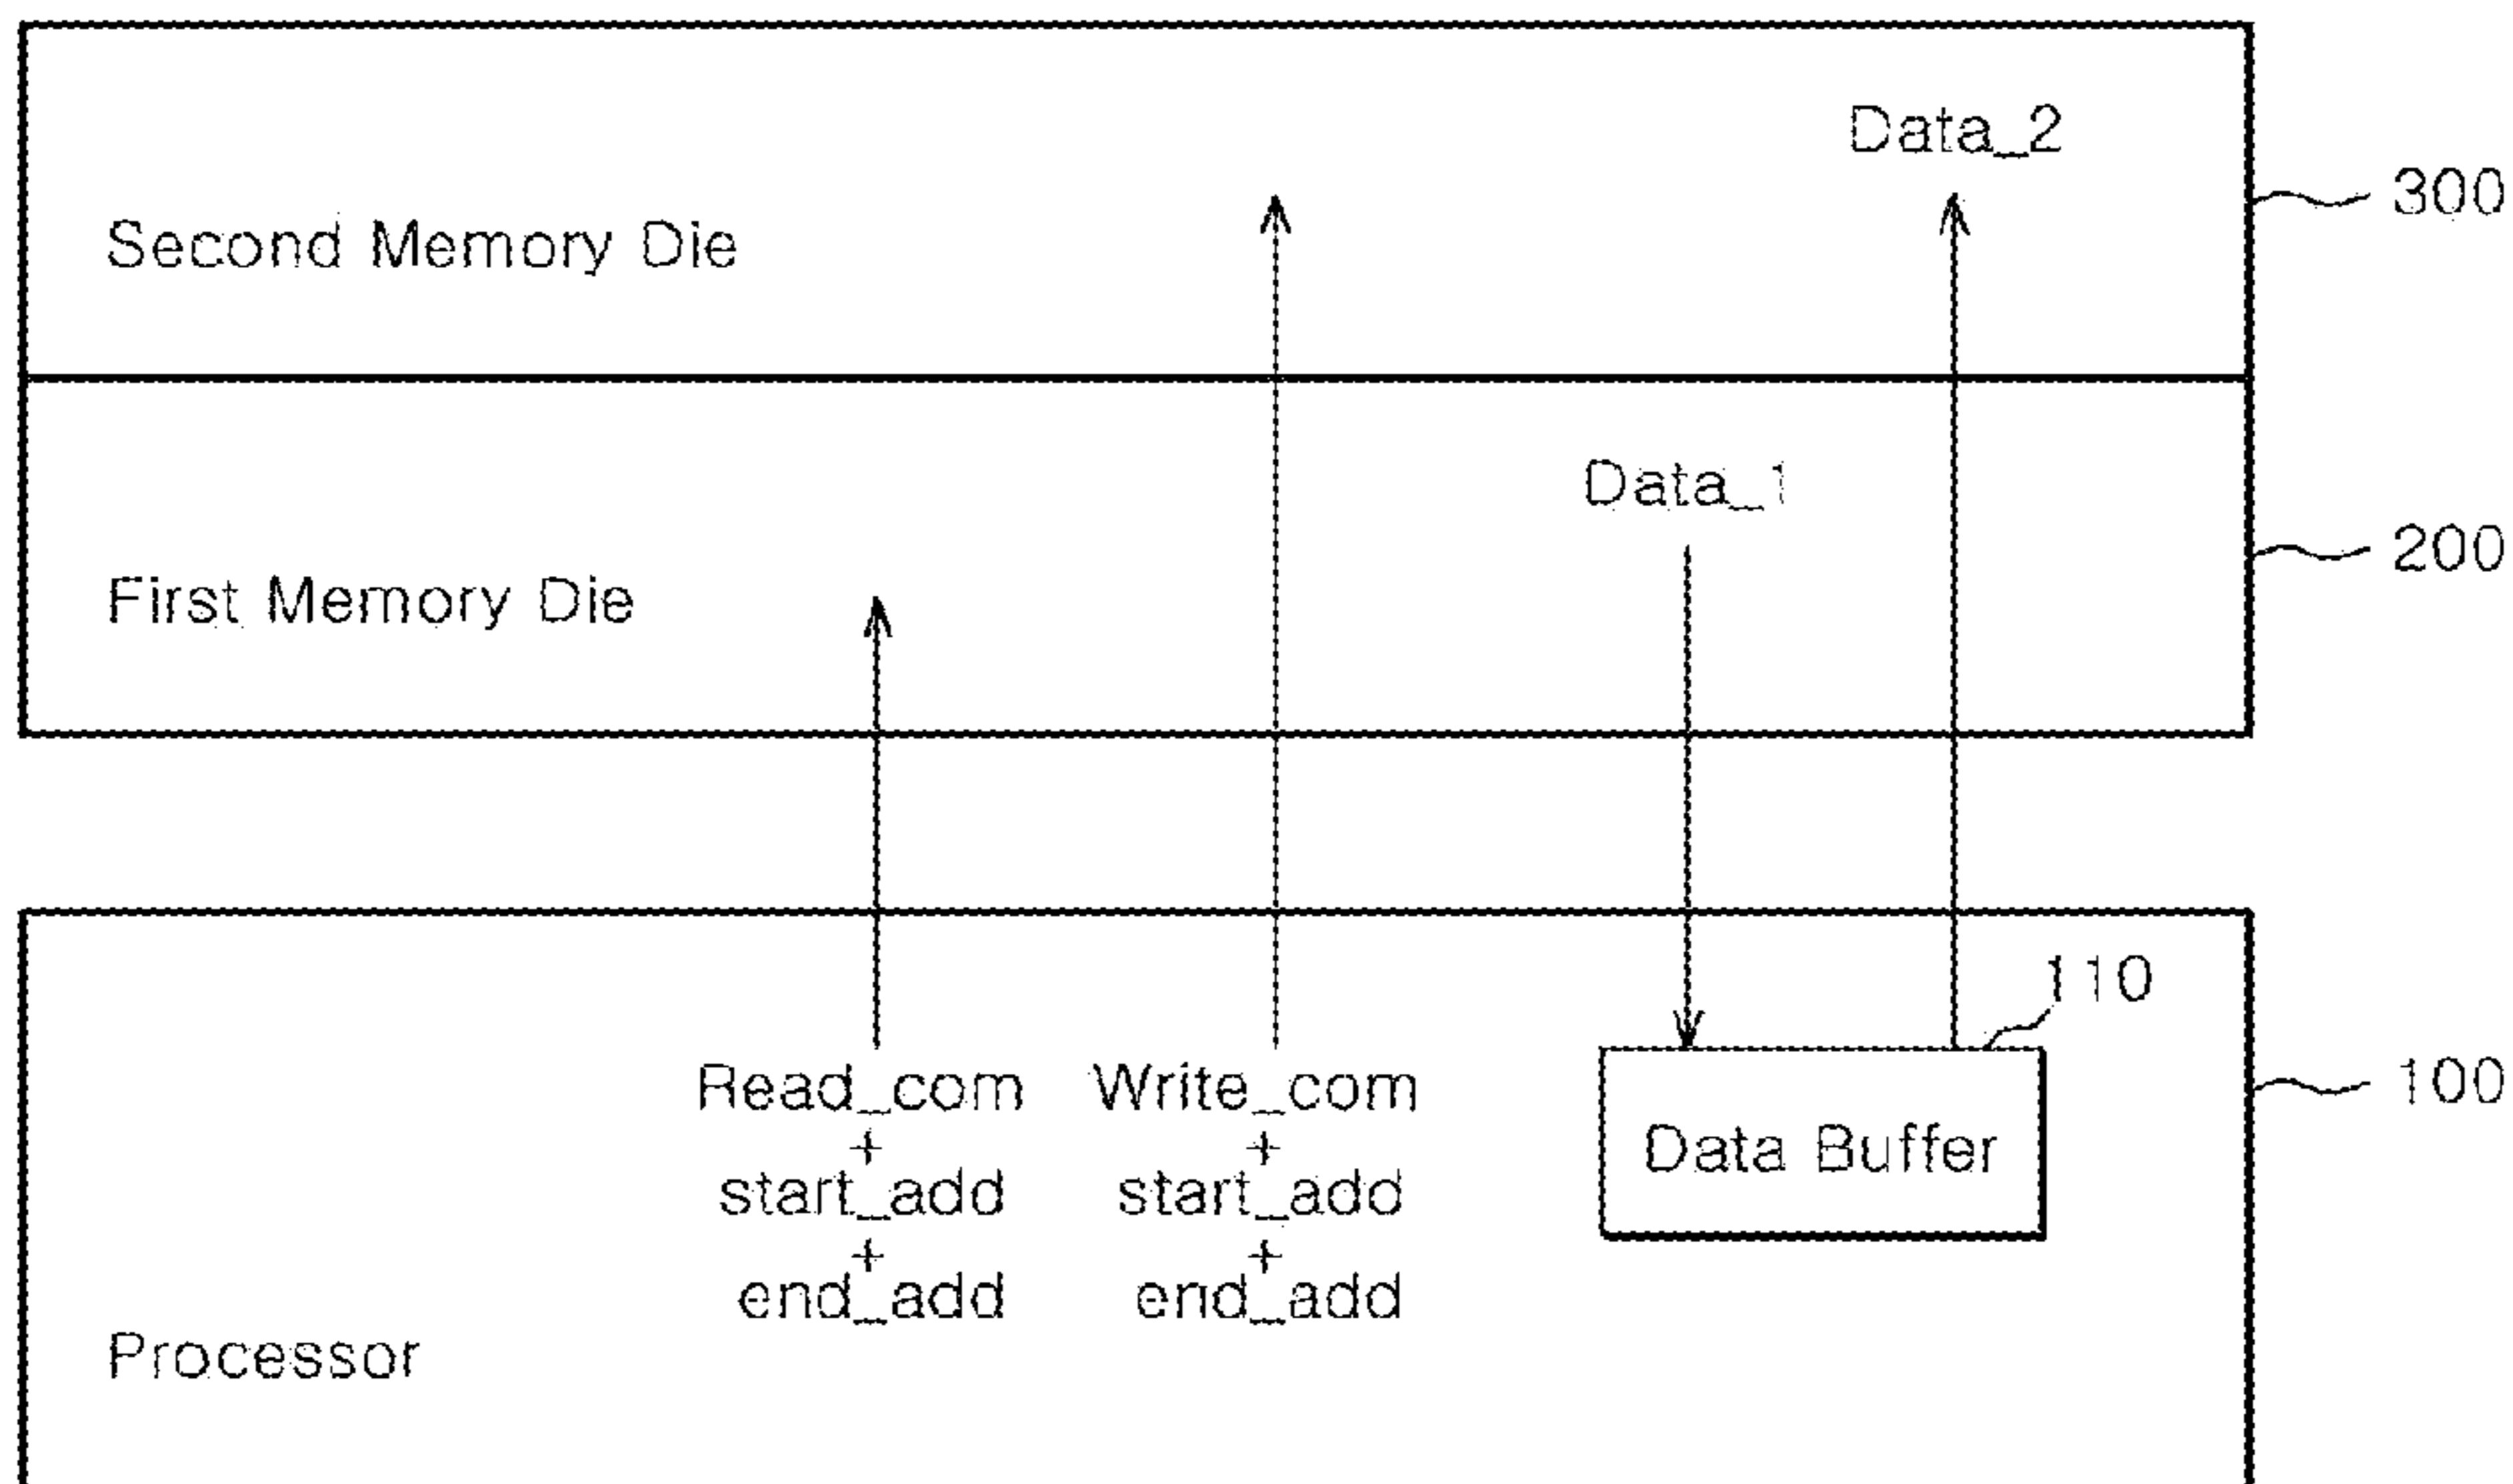 Data_2
300
Second Memory Die
Data_1
200
First Memory Die
110
Read_com
+
start_add
+
end_add
Write_com
+
start_add
+
end_add
Data Buffer
100
Processor